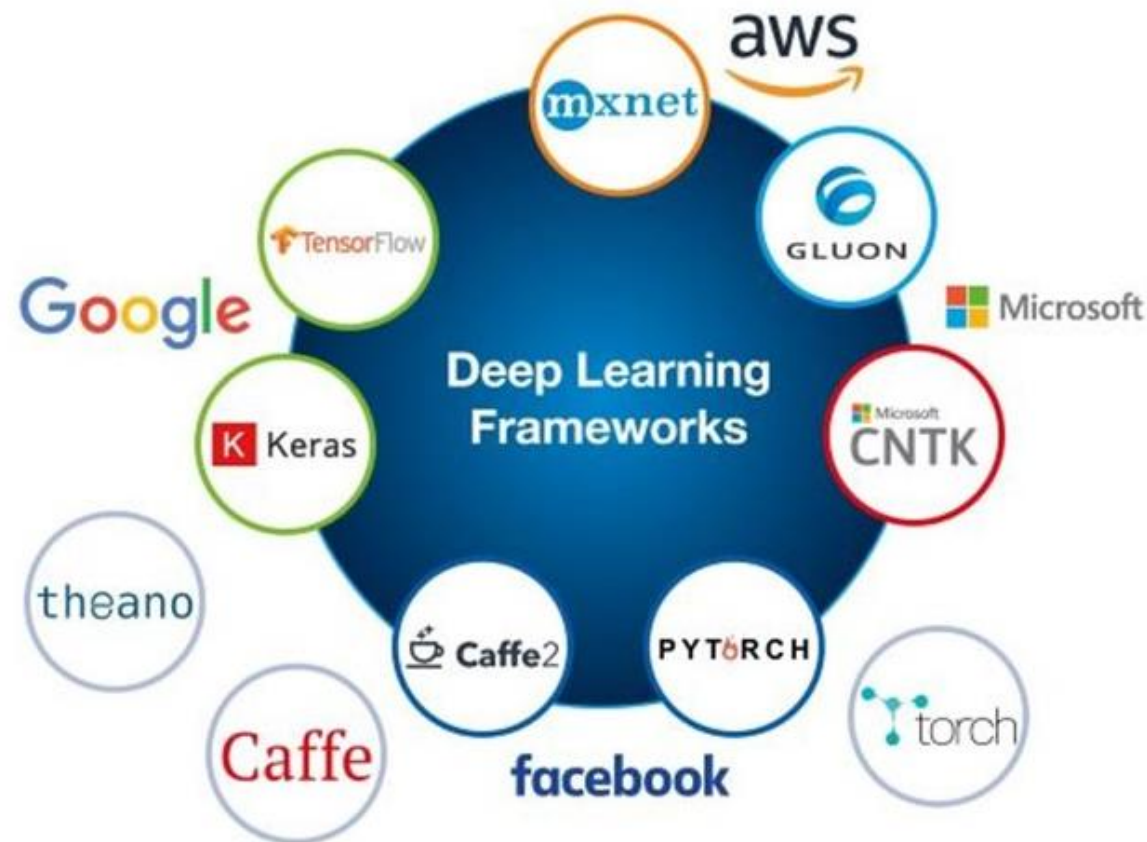 aws
mxnet
TensorFlow
GLUON
Google
Microsoft
Deep Learning
Frameworks
K Keras
Microsoft
CNTK
theano
Caffe2
PYTORCH
torch
Caffe
facebook